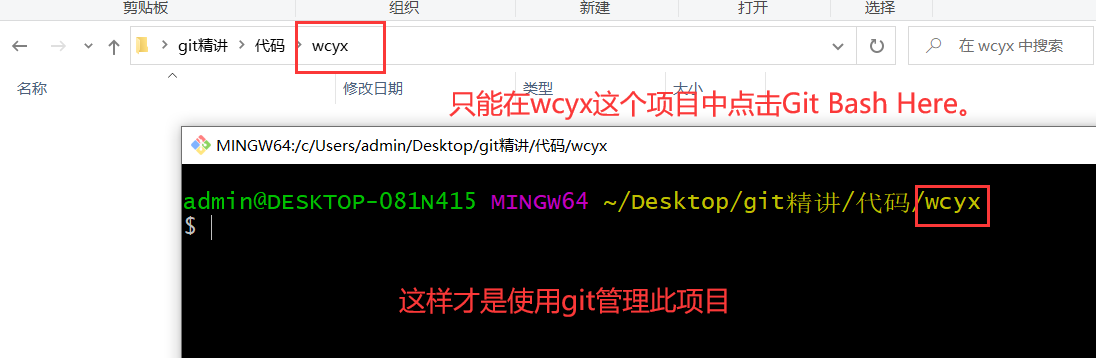 剪贴板 组织 新建 打开 选择
git精讲 代码 wcyx 在 wcyx 中搜索
名称 修改日期 类型 大小
只能在wcyx这个项目中点击Git Bash Here。
MINGW64:/c/Users/admin/Desktop/git精讲/代码/wcyx
admin@DESKTOP-081N415 MINGW64 ~/Desktop/git精讲/代码/wcyx
$
这样才是使用git管理此项目